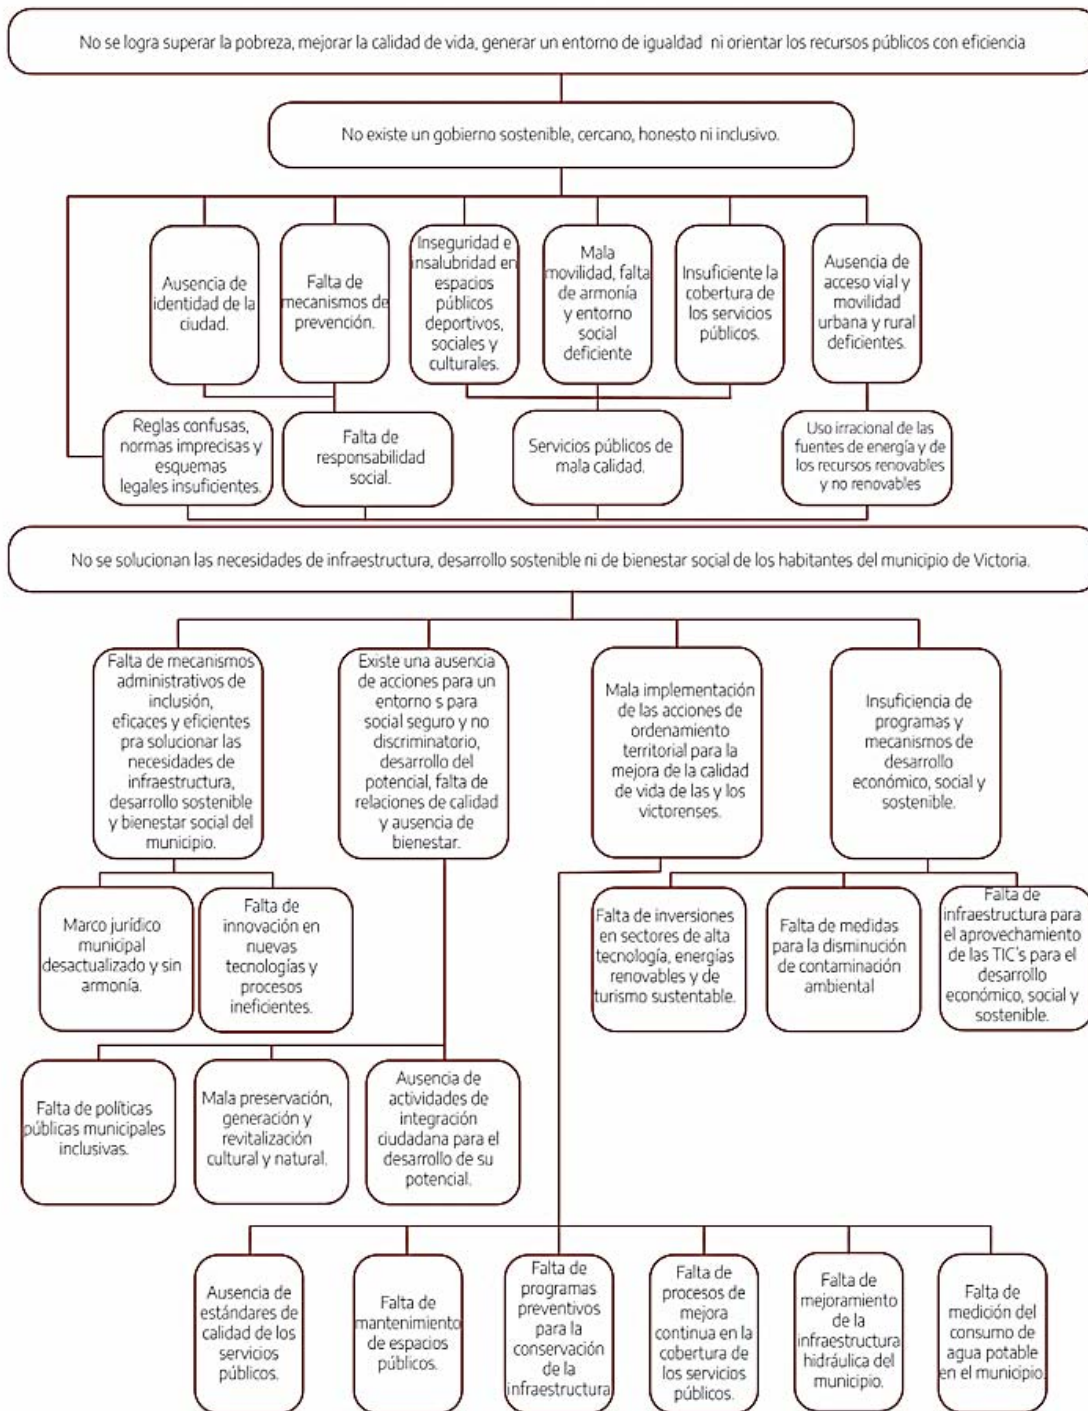 No se logra superar la pobreza, mejorar la calidad de vida, generar un entorno de igualdad ni orientar los recursos públicos con eficiencia
No existe un gobierno sostenible, cercano, honesto ni inclusivo.
Ausencia de
identidad de la
ciudad.
Falta de
mecanismos de
prevención.
Inseguridad e
insalubridad en
espacios
públicos
deportivos,
sociales y
culturales.
Mala
movilidad, falta
de armonía
y entorno
social
deficiente
Insuficiente la
cobertura de
los servicios
públicos.
Ausencia de
acceso vial y
movilidad
urbana y rural
deficientes.
Reglas confusas,
normas imprecisas y
esquemas
legales insuficientes.
Falta de
responsabilidad
social.
Servicios públicos de
mala calidad.
Uso irracional de las
fuentes de energía y de
los recursos renovables
y no renovables
No se solucionan las necesidades de infraestructura, desarrollo sostenible ni de bienestar social de los habitantes del municipio de Victoria.
Falta de mecanismos
administrativos de
inclusión,
eficaces y eficientes
pra solucionar las
necesidades de
infraestructura,
desarrollo sostenible
y bienestar social del
municipio.
Existe una ausencia
de acciones para un
entorno s para
social seguro y no
discriminatorio,
desarrollo del
potencial, falta de
relaciones de calidad
y ausencia de
bienestar.
Mala implementación
de las acciones de
ordenamiento
territorial para la
mejora de la calidad
de vida de las y los
victorenses.
Insuficiencia de
programas y
mecanismos de
desarrollo
económico, social y
sostenible.
Marco jurídico
municipal
desactualizado y sin
armonía.
Falta de
innovación en
nuevas
tecnologías y
procesos
ineficientes.
Falta de inversiones
en sectores de alta
tecnología, energías
renovables y de
turismo sustentable.
Falta de medidas
para la disminución
de contaminación
ambiental
Falta de
infraestructura para
el aprovechamiento
de las TIC's para el
desarrollo
económico, social y
sostenible.
Falta de políticas
públicas municipales
inclusivas.
Mala preservación,
generación y
revitalización
cultural y natural.
Ausencia de
actividades de
integración
ciudadana para el
desarrollo de su
potencial.
Ausencia de
estándares de
calidad de los
servicios
públicos.
Falta de
mantenimiento
de espacios
públicos.
Falta de
programas
preventivos
para la
conservación
de la
infraestructura
Falta de
procesos de
mejora
continua en la
cobertura de
los servicios
públicos.
Falta de
mejoramiento
de la
infraestructura
hidráulica del
municipio.
Falta de
medición del
consumo de
agua potable
en el municipio.